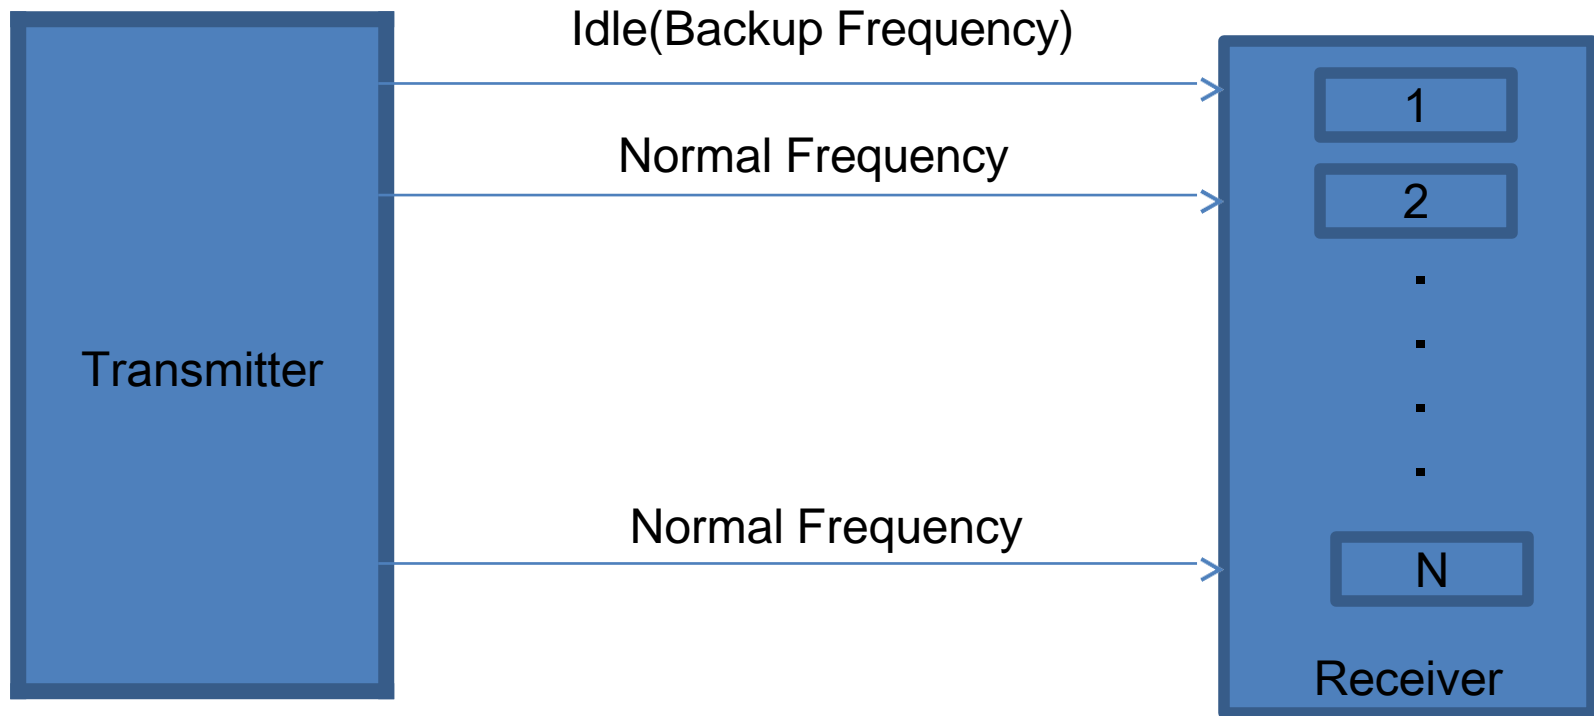 Idle(Backup Frequency)
1
Normal Frequency
2
Transmitter
Normal Frequency
N
Receiver